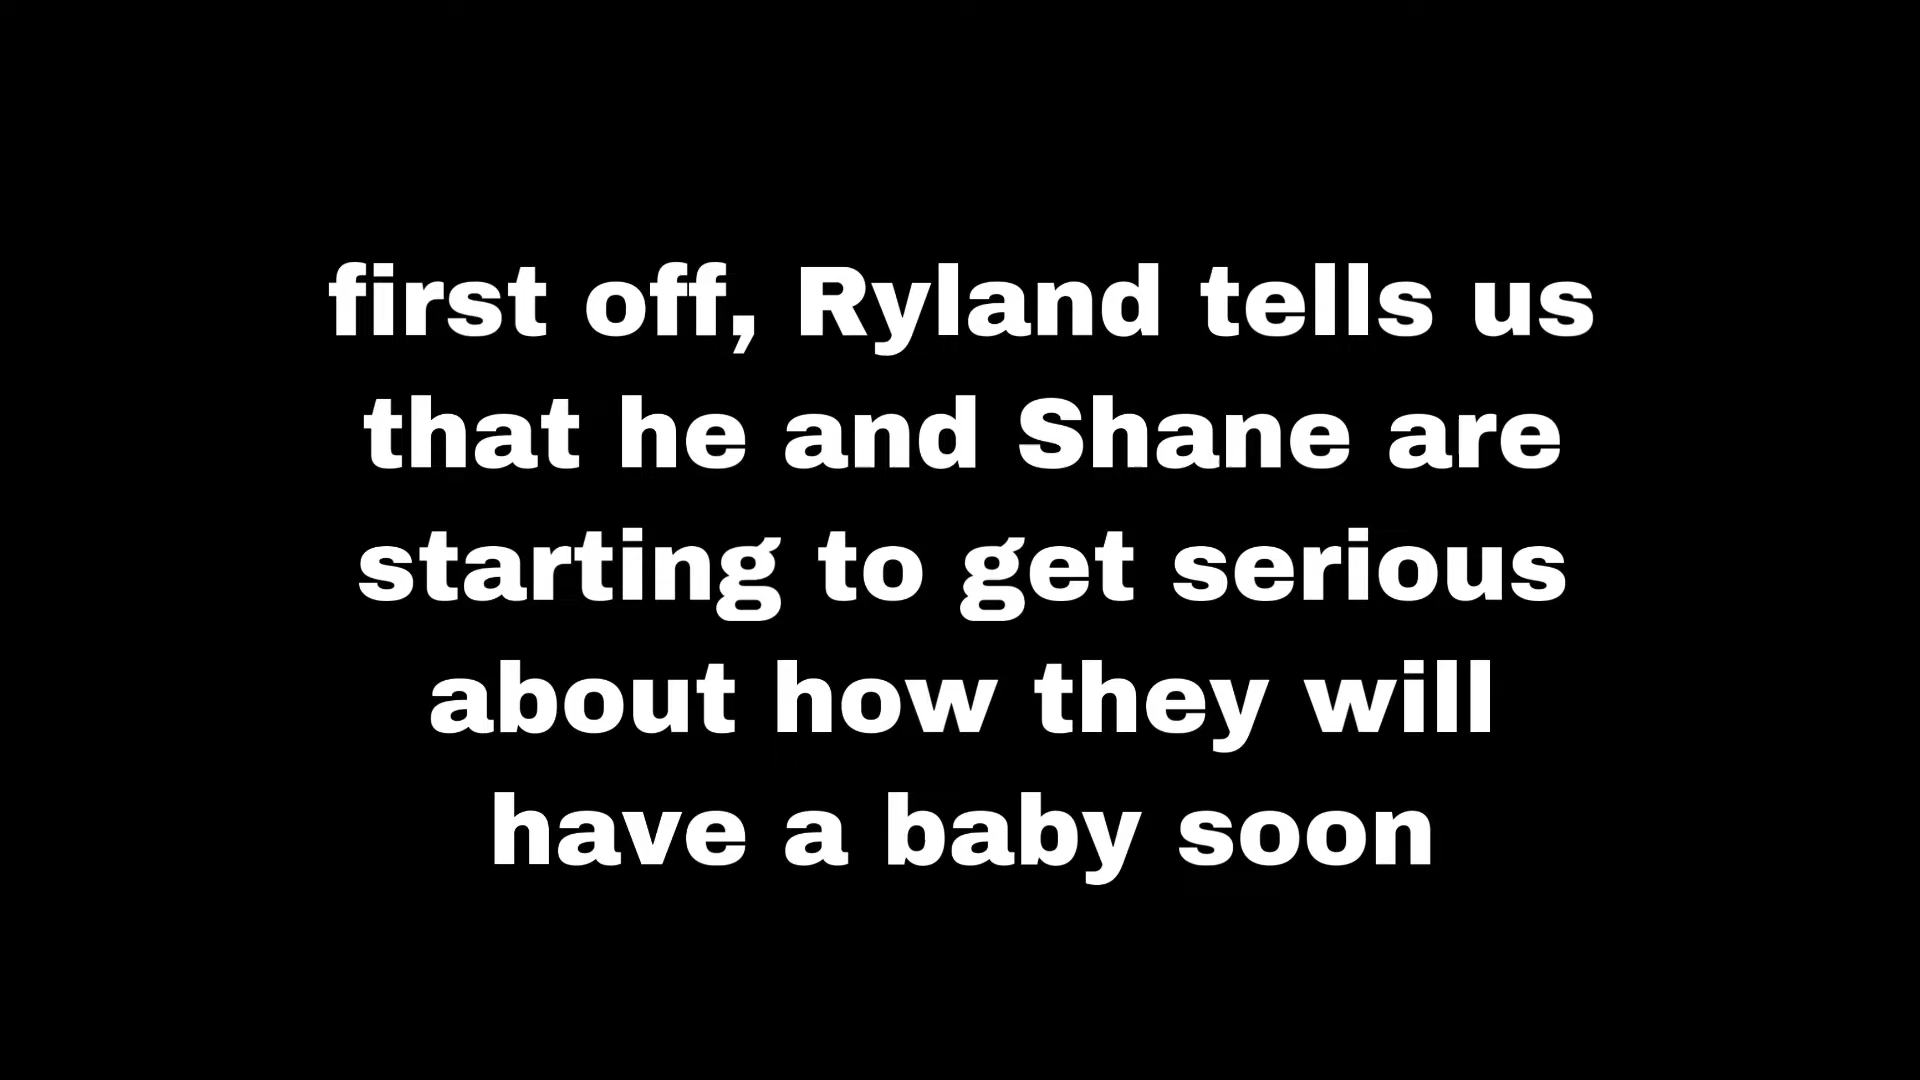 first off, Ryland tells us
that he and Shane are
starting to get serious
about how they will
have a baby soon